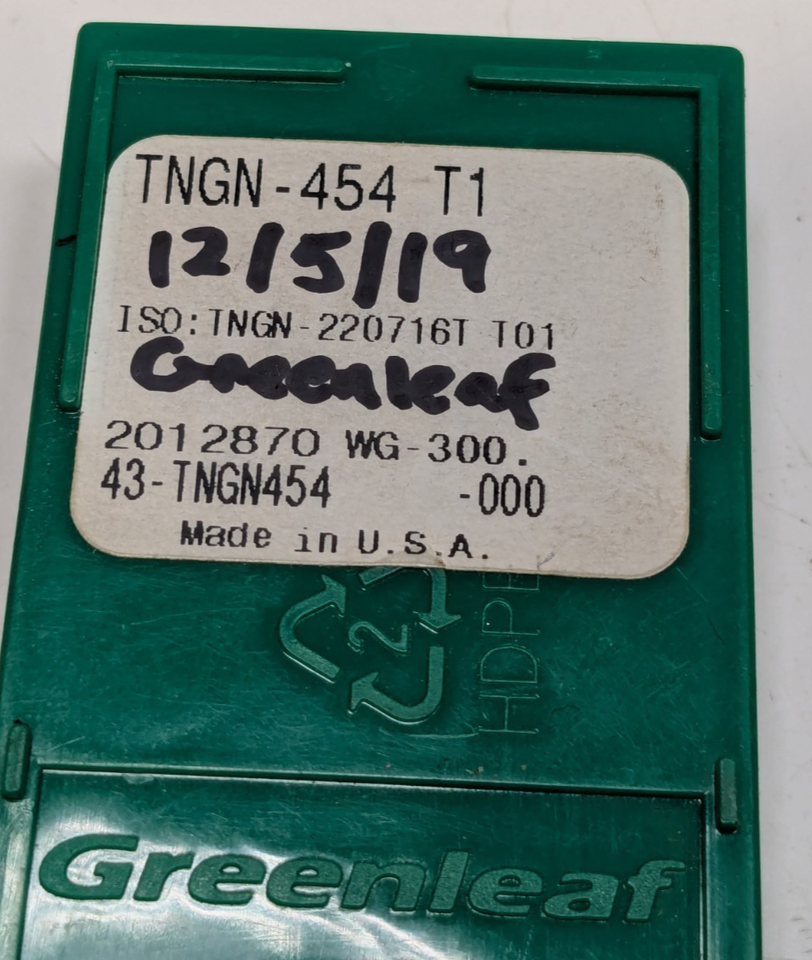 TNGN-454 T1
12/5/19
ISO:TNGN-220716T T01
Greenleaf
2012870 WG-300.
43-TNGN454 -000
Made in U.S.A.
2
HDPE
Greenleaf